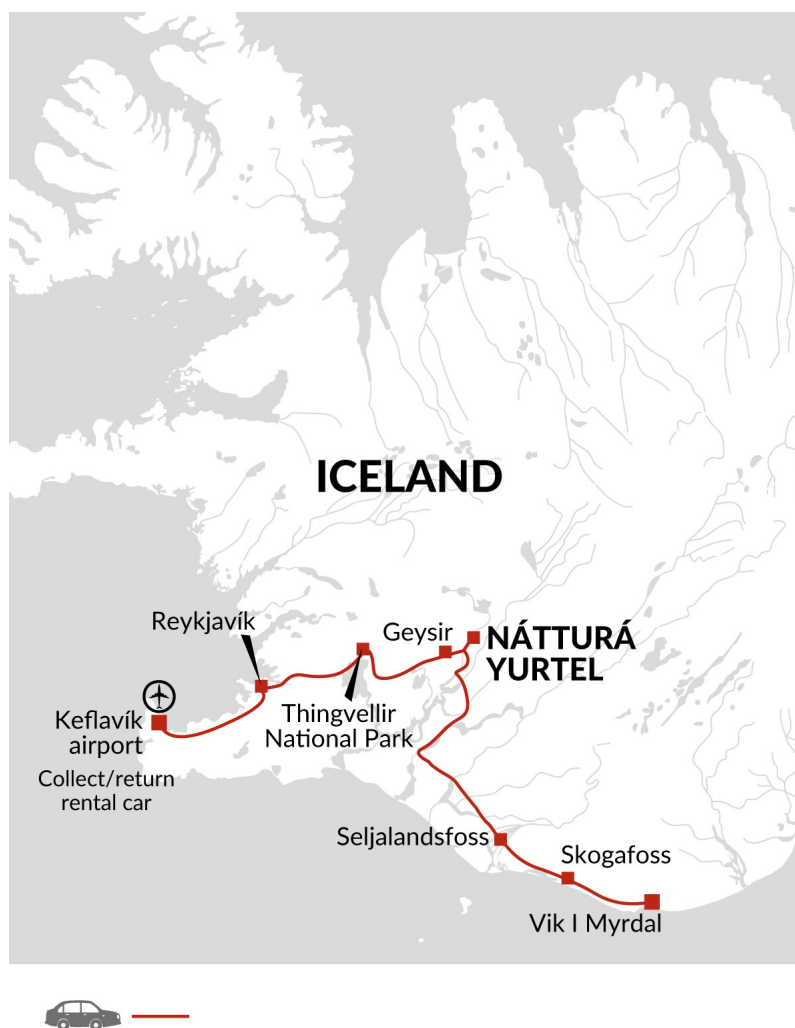 ICELAND
Reykjavík
Geysir
NÁTTURÁ
YURTEL
Thingvellir
National Park
Keflavík
airport
Collect/return
rental car
Seljalandsfoss
Skogafoss
Vik I Myrdal